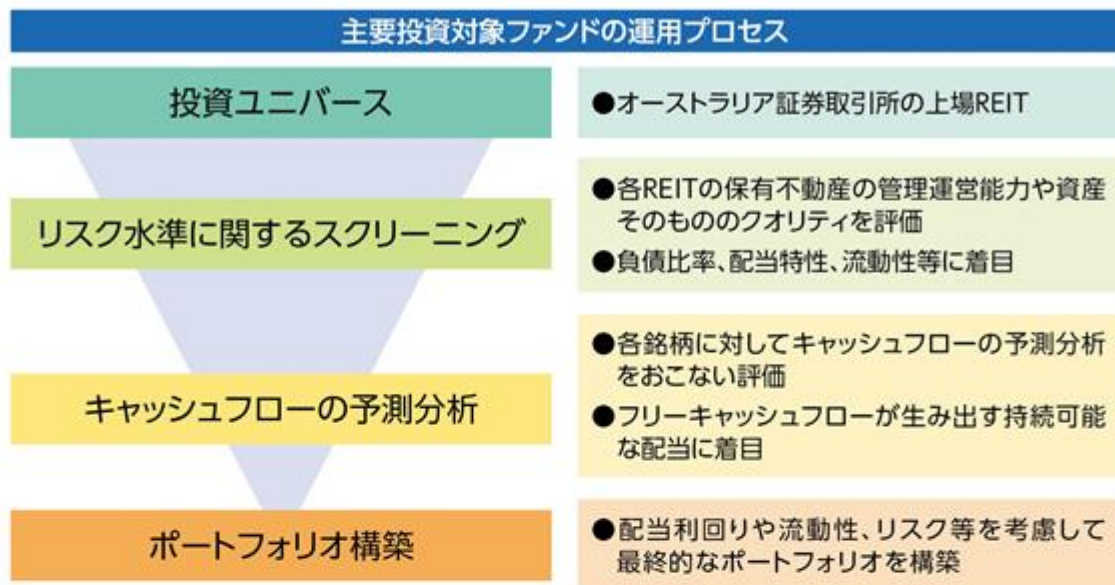 主要投資対象ファンドの運用プロセス
投資ユニバース
●オーストラリア証券取引所の上場REIT
リスク水準に関するスクリーニング
●各REITの保有不動産の管理運営能力や資産
そのもののクオリティを評価
●負債比率、配当特性、流動性等に着目
キャッシュフローの予測分析
●各銘柄に対してキャッシュフローの予測分析
をおこない評価
●フリーキャッシュフローが生み出す持続可能
な配当に着目
ポートフォリオ構築
●配当利回りや流動性、リスク等を考慮して
最終的なポートフォリオを構築